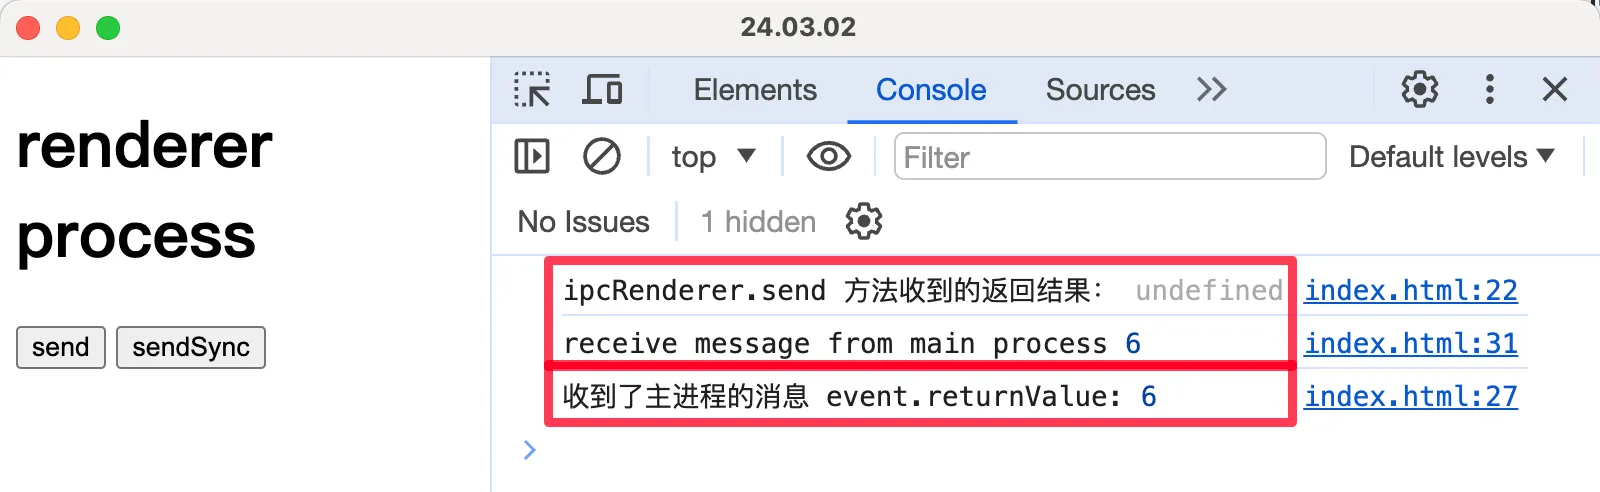 24.03.02
renderer
process
send sendSync
Elements Console Sources
top Filter Default levels
No Issues 1 hidden
ipcRenderer.send 方法收到的返回结果： undefined index.html:22
receive message from main process 6 index.html:31
收到了主进程的消息 event.returnValue: 6 index.html:27